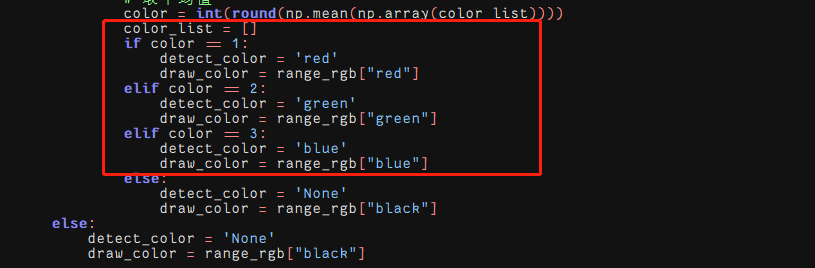 # 取平均值
color = int(round(np.mean(np.array(color_list))))
color_list = []
if color == 1:
    detect_color = 'red'
    draw_color = range_rgb["red"]
elif color == 2:
    detect_color = 'green'
    draw_color = range_rgb["green"]
elif color == 3:
    detect_color = 'blue'
    draw_color = range_rgb["blue"]
else:
    detect_color = 'None'
    draw_color = range_rgb["black"]
else:
    detect_color = 'None'
    draw_color = range_rgb["black"]